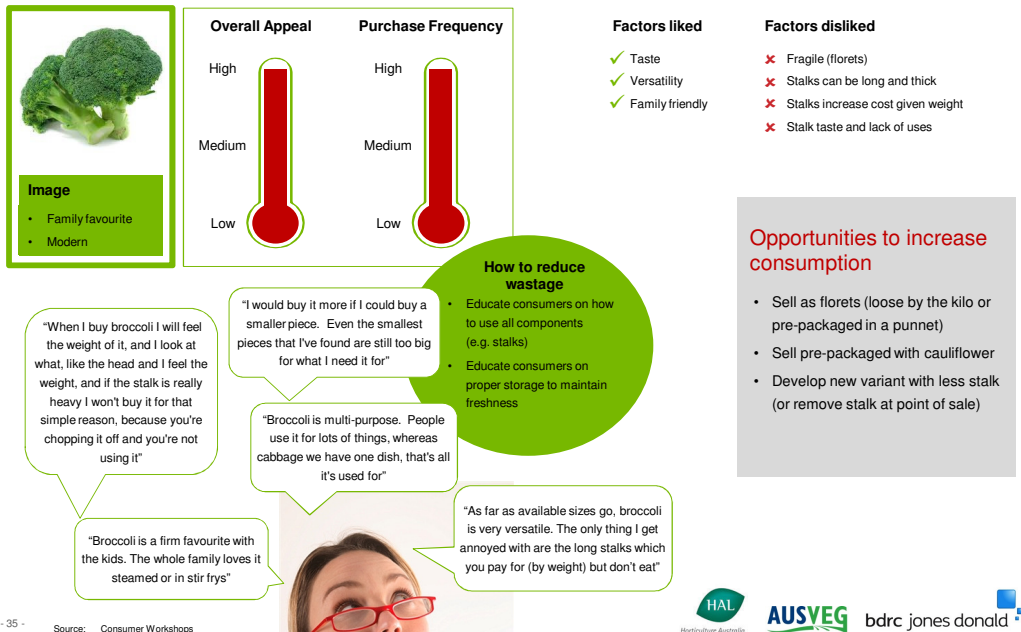 Overall Appeal
Purchase Frequency
High
Medium
Low
High
Medium
Low
Image
• Family favourite
• Modern
Factors liked
✓ Taste
✓ Versatility
✓ Family friendly
Factors disliked
✗ Fragile (florets)
✗ Stalks can be long and thick
✗ Stalks increase cost given weight
✗ Stalk taste and lack of uses
How to reduce
wastage
• Educate consumers on how
to use all components
(e.g. stalks)
• Educate consumers on
proper storage to maintain
freshness
Opportunities to increase
consumption
• Sell as florets (loose by the kilo or
pre-packaged in a punnet)
• Sell pre-packaged with cauliflower
• Develop new variant with less stalk
(or remove stalk at point of sale)
“When I buy broccoli I will feel
the weight of it, and I look at
what, like the head and I feel the
weight, and if the stalk is really
heavy I won't buy it for that
simple reason, because you're
chopping it off and you're not
using it”
“I would buy it more if I could buy a
smaller piece. Even the smallest
pieces that I've found are still too big
for what I need it for”
“Broccoli is multi-purpose. People
use it for lots of things, whereas
cabbage we have one dish, that's all
it's used for”
“As far as available sizes go, broccoli
is very versatile. The only thing I get
annoyed with are the long stalks which
you pay for (by weight) but don’t eat”
“Broccoli is a firm favourite with
the kids. The whole family loves it
steamed or in stir frys”
- 35 -
Source: Consumer Workshops
HAL
Horticulture Australia
AUSVEG
bdrc jones donald